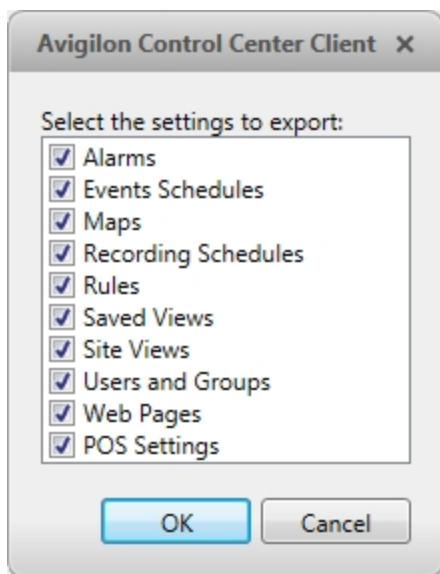 Avigilon Control Center Client
Select the settings to export:
Alarms
Events Schedules
Maps
Recording Schedules
Rules
Saved Views
Site Views
Users and Groups
Web Pages
POS Settings
OK Cancel